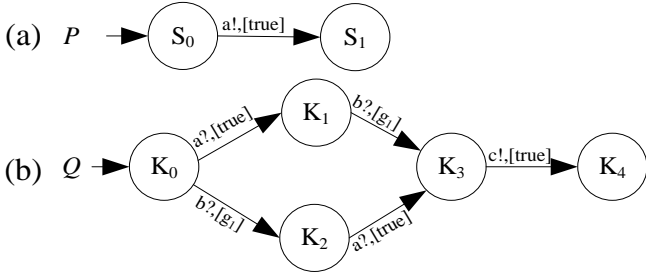 (a) P S₀ a!,[true] S₁
a?,[true] K₁ b?,[g₁]
(b) Q K₀ K₃ c!,[true] K₄
b?,[g₁] K₂ a?,[true]